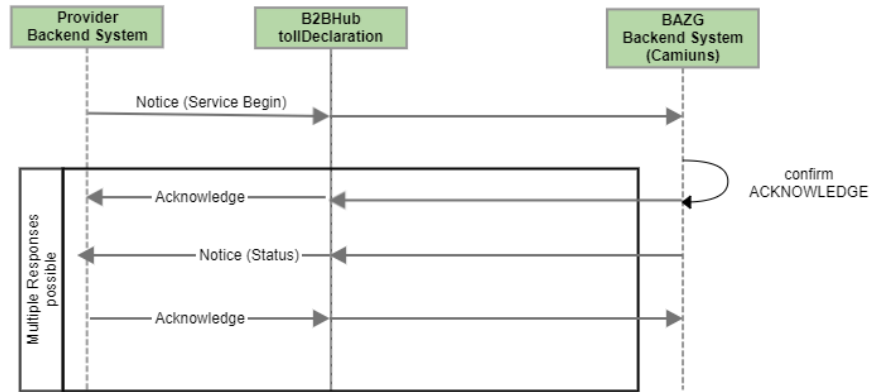 Provider
Backend System
B2BHub
tollDeclaration
BAZG
Backend System
(Camiuns)
Notice (Service Begin)
confirm
ACKNOWLEDGE
Multiple Responses
possible
Acknowledge
Notice (Status)
Acknowledge